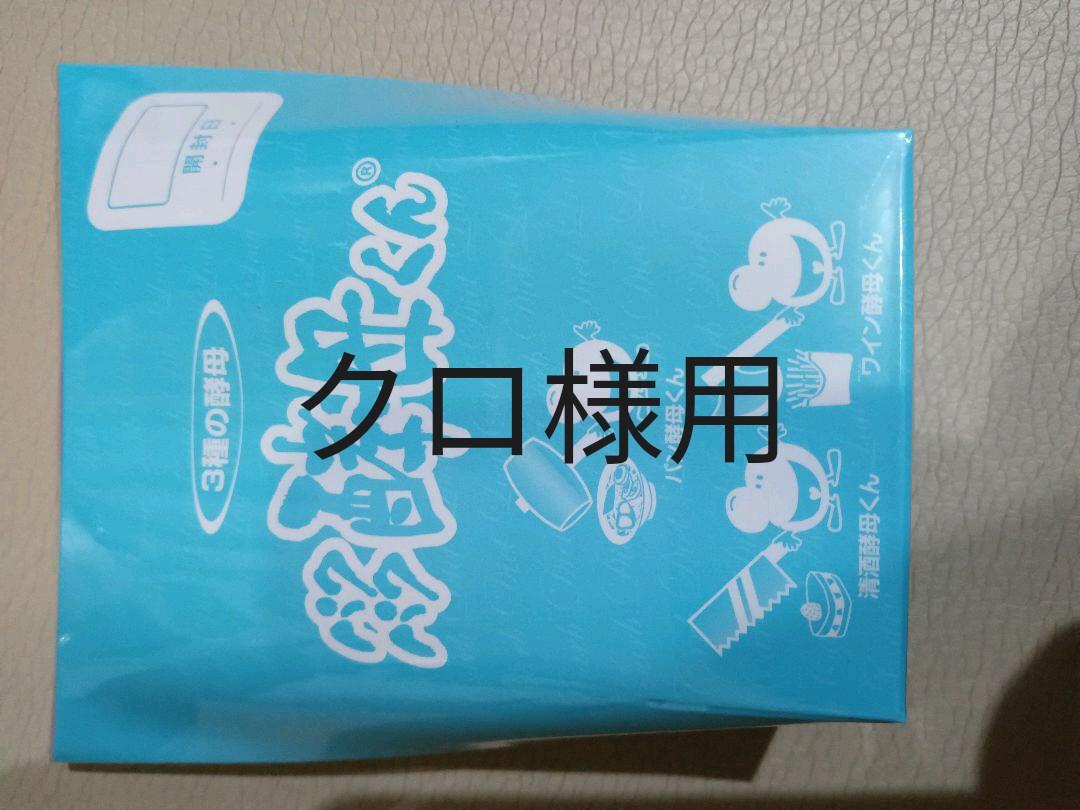 クロ様用
開封日
3種の酵母
パン酵母くん
ワイン酵母くん
清酒酵母くん